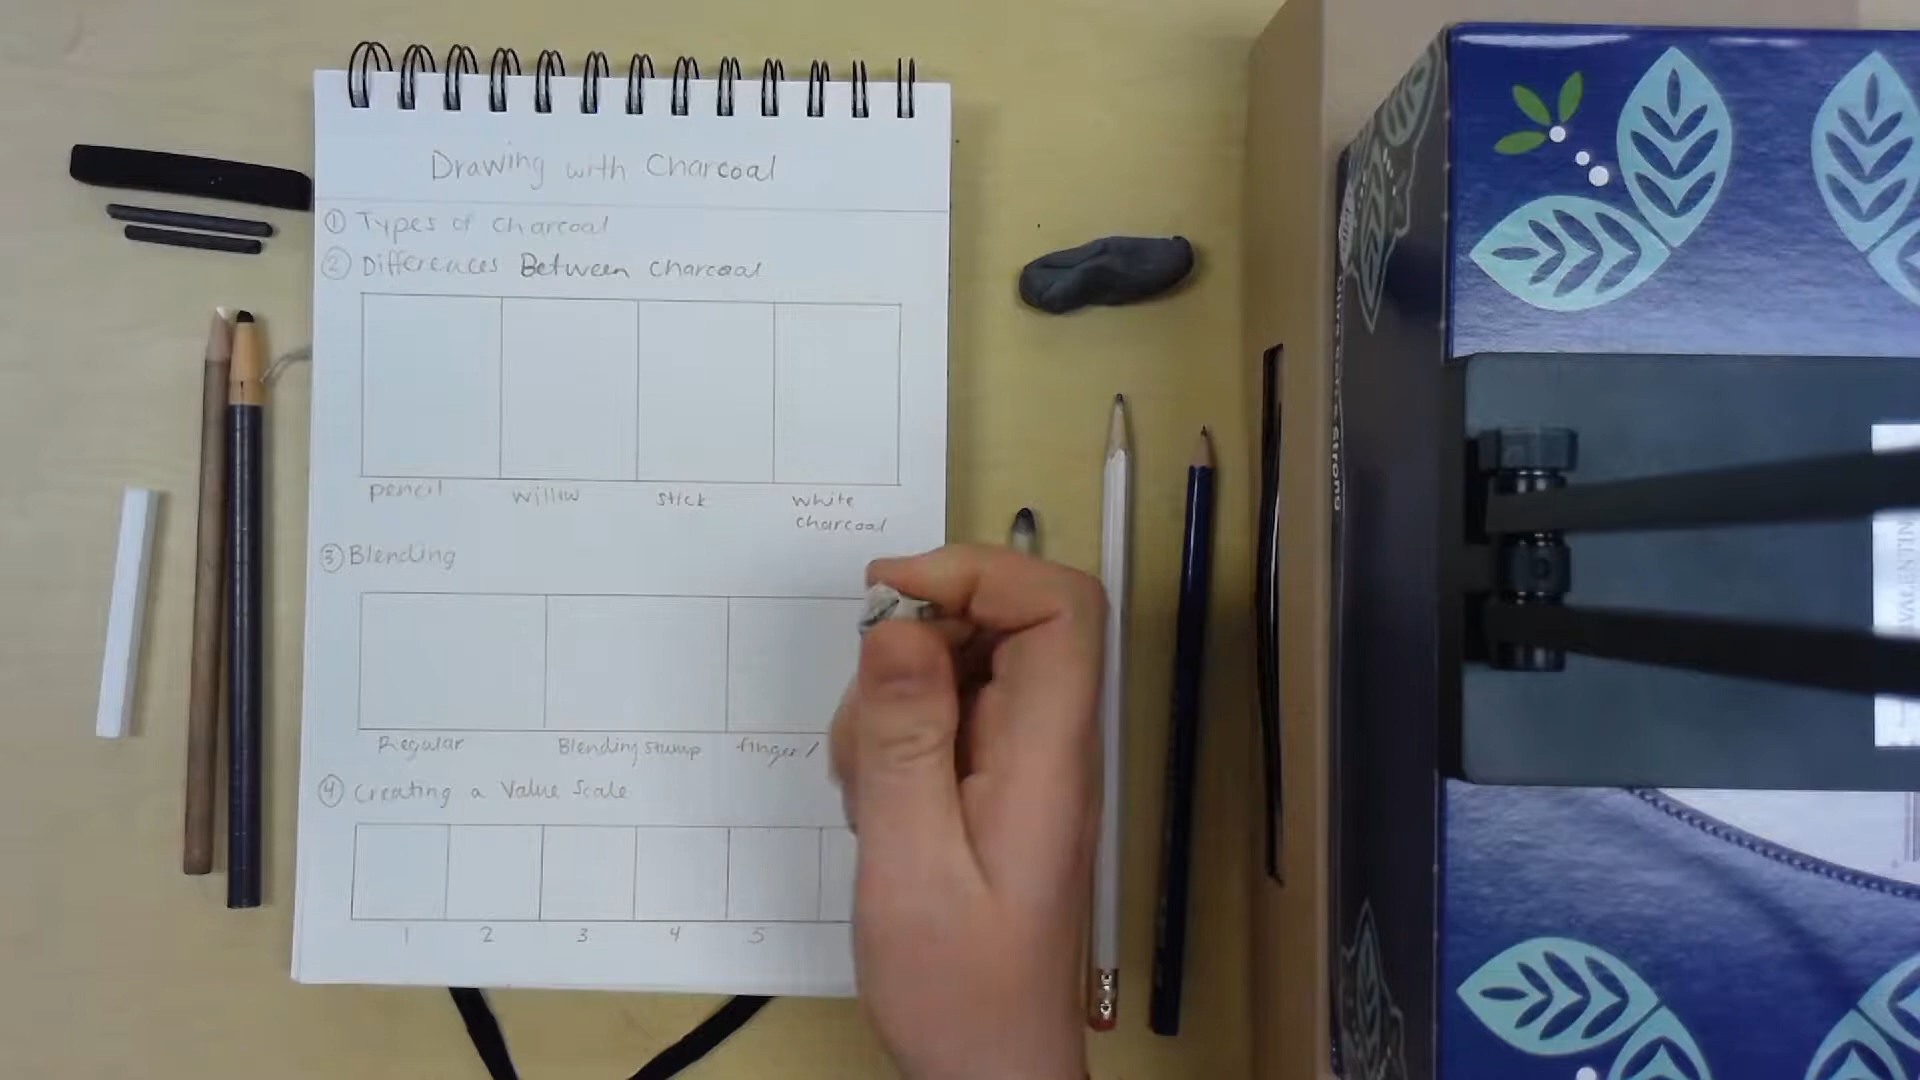 Drawing with Charcoal
① Types of Charcoal
② Differences Between Charcoal
pencil willow stick white
charcoal
③ Blending
Regular Blending Stump finger/
④ Creating a Value Scale
1 2 3 4 5
VALENTIN